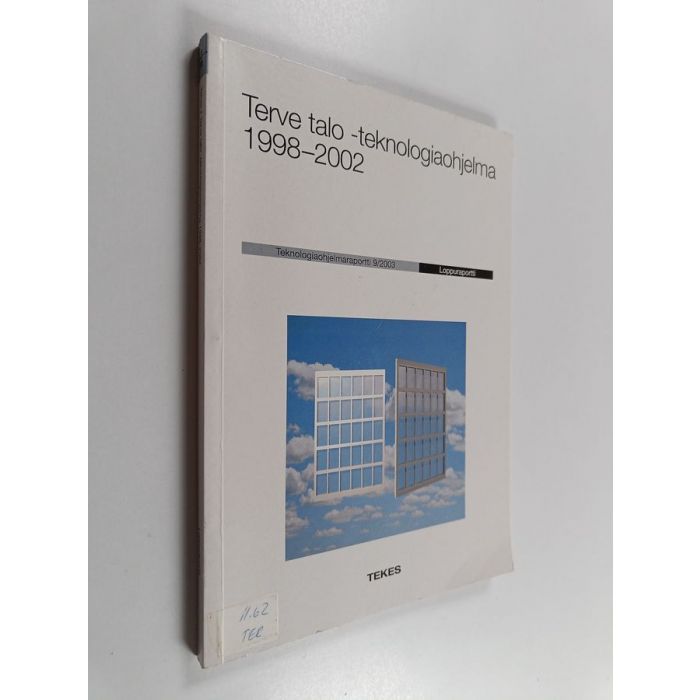 Terve talo -teknologiaohjelma
1998–2002
Teknologiaohjelmaraportti 9/2003
Loppuraportti
TEKES
11.62
TER